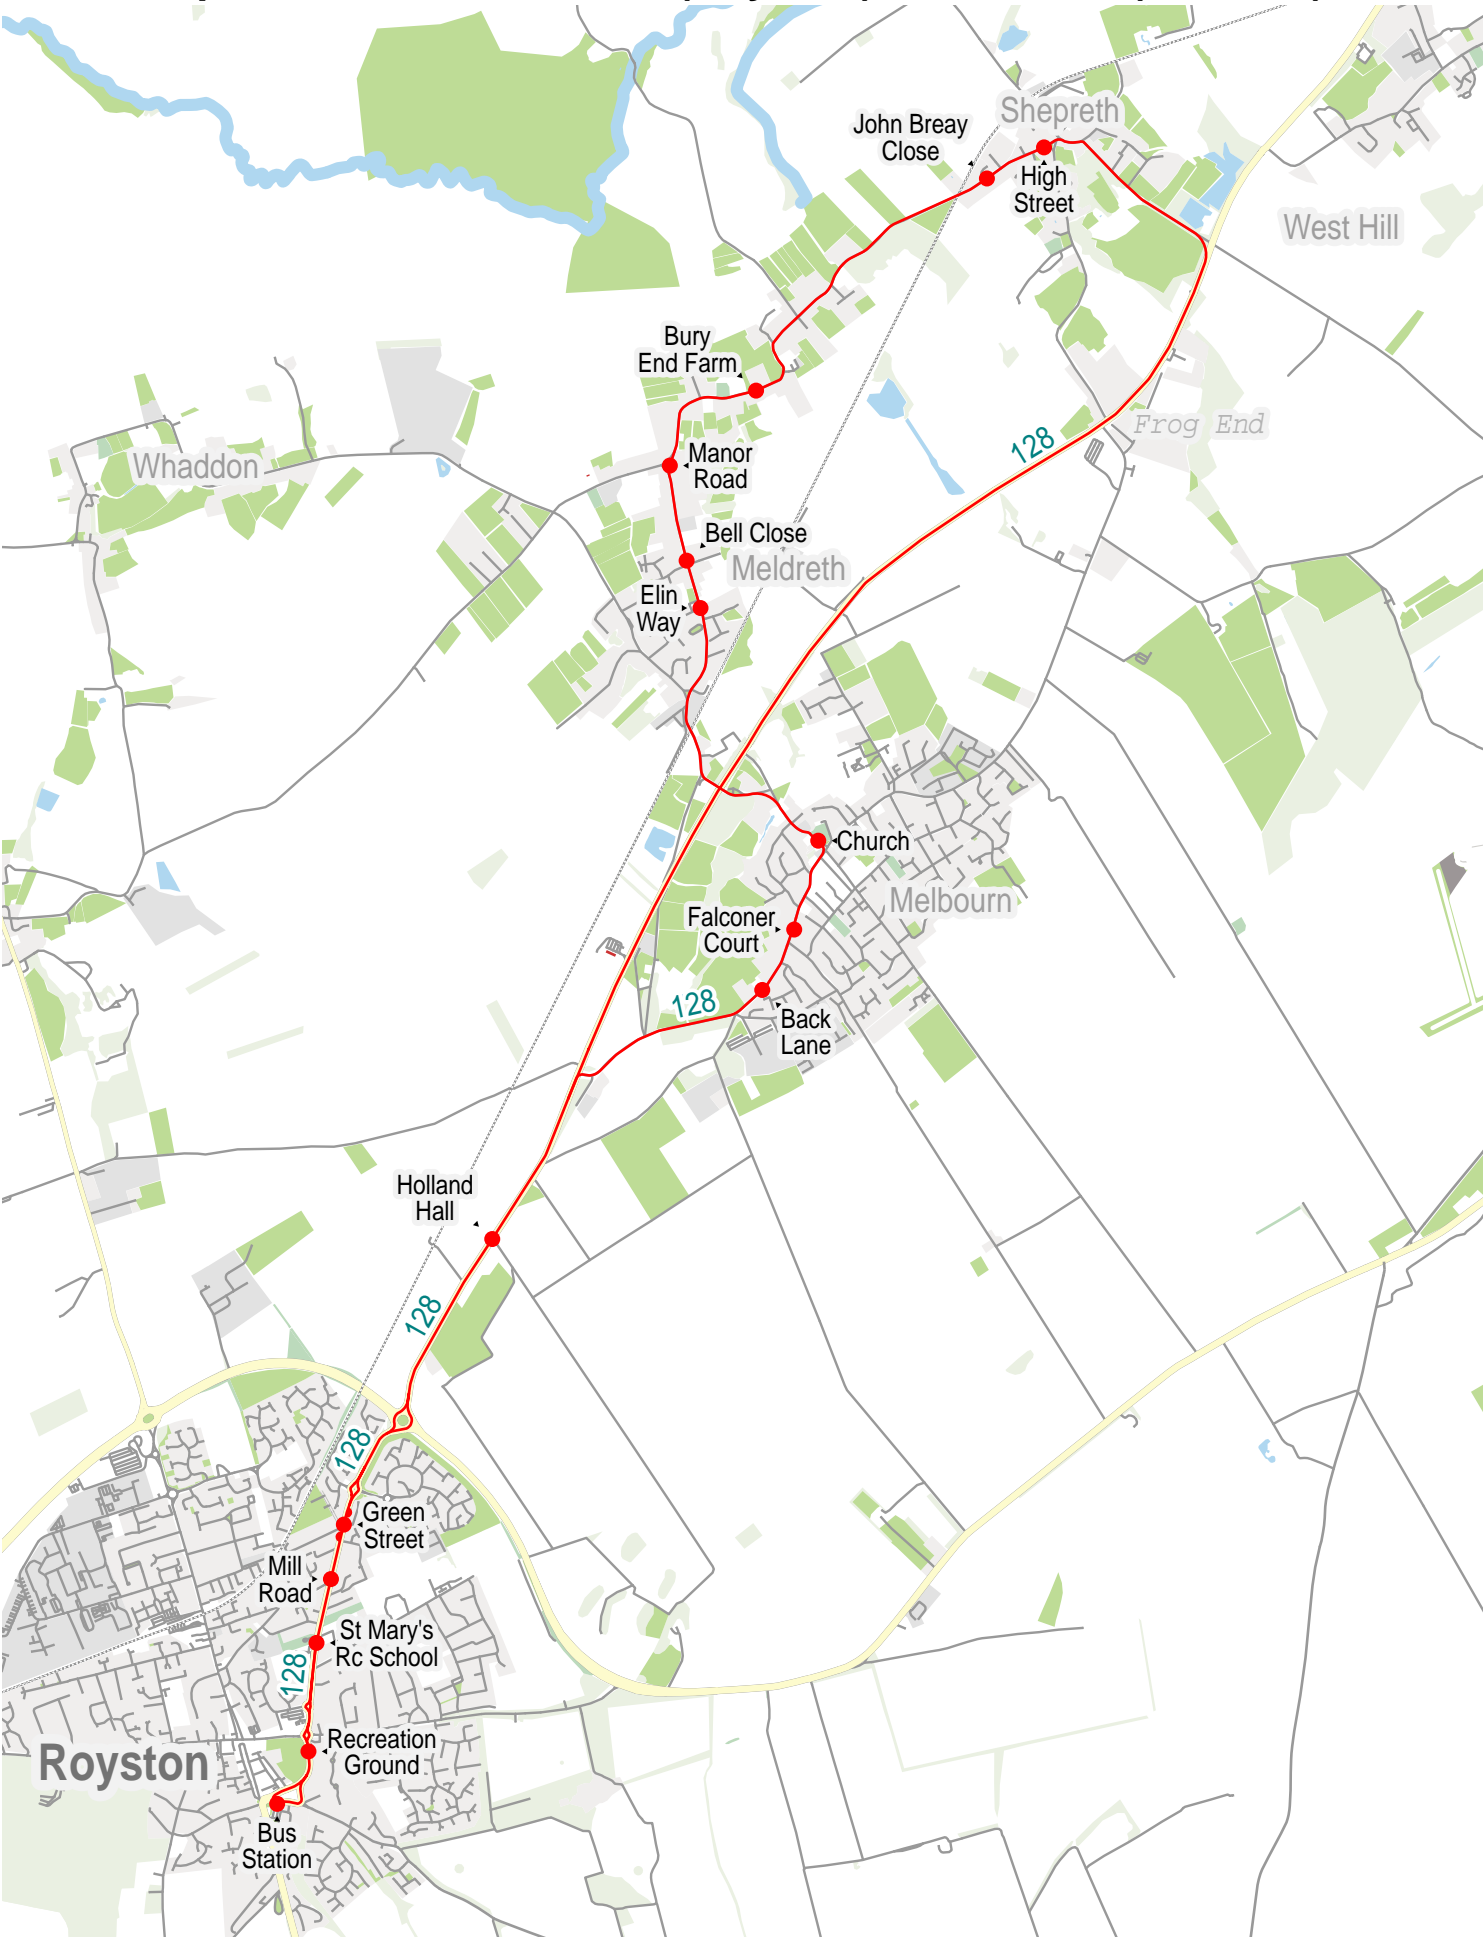 Shepreth
John Breay
Close
High
Street
West Hill
Bury
End Farm
Frog End
128
Manor
Road
Whaddon
Bell Close
Meldreth
Elin
Way
Church
Melbourn
Falconer
Court
128
Back
Lane
Holland
Hall
128
128
Green
Street
Mill
Road
St Mary's
Rc School
128
Recreation
Ground
Royston
Bus
Station